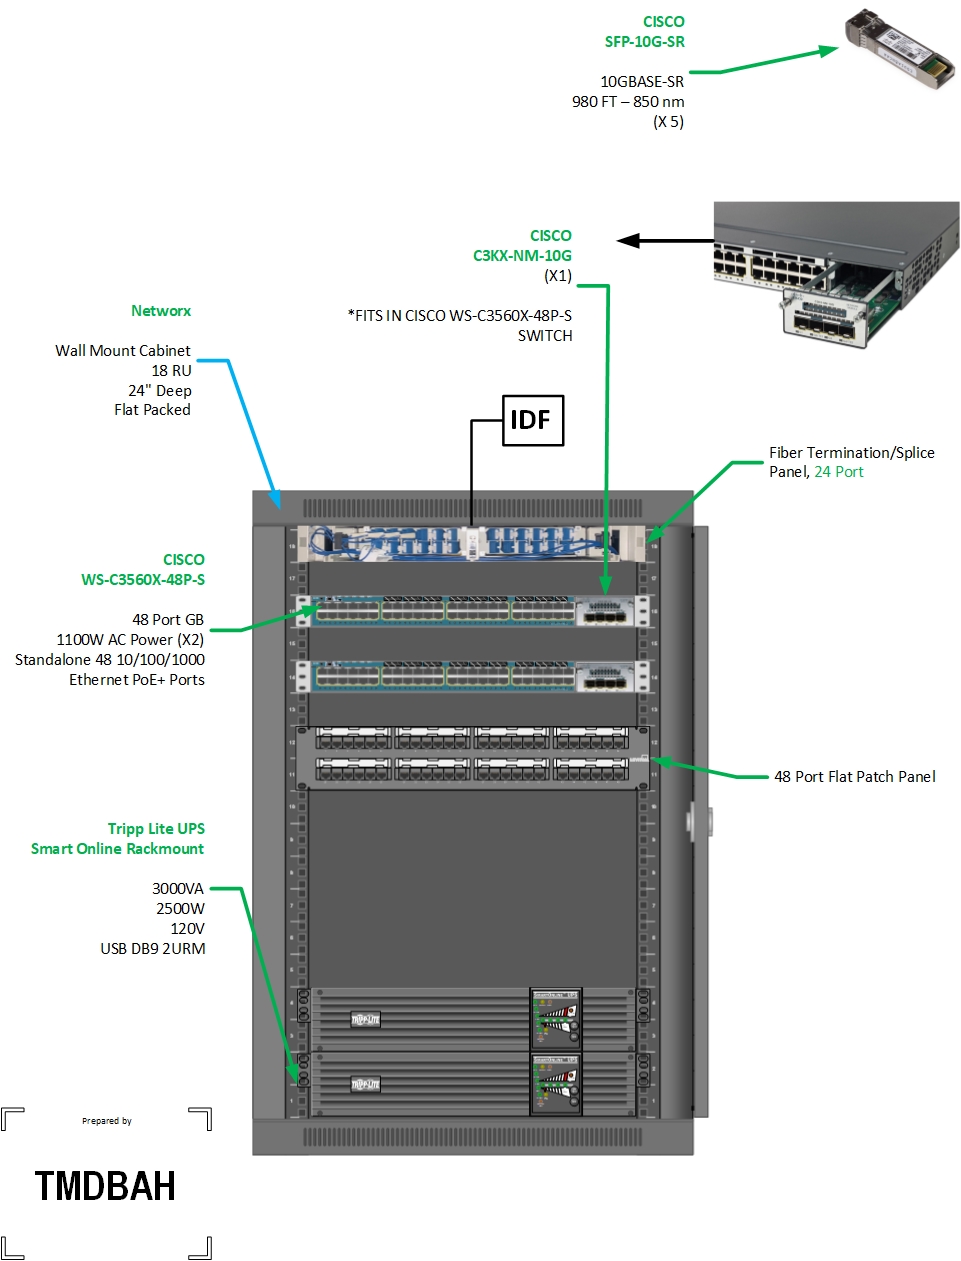 CISCO
SFP-10G-SR
10GBASE-SR
980 FT – 850 nm
(X 5)
CISCO
C3KX-NM-10G
(X1)
*FITS IN CISCO WS-C3560X-48P-S
SWITCH
Networx
Wall Mount Cabinet
18 RU
24" Deep
Flat Packed
IDF
Fiber Termination/Splice
Panel, 24 Port
CISCO
WS-C3560X-48P-S
48 Port GB
1100W AC Power (X2)
Standalone 48 10/100/1000
Ethernet PoE+ Ports
48 Port Flat Patch Panel
Tripp Lite UPS
Smart Online Rackmount
3000VA
2500W
120V
USB DB9 2URM
TRIPP-LITE
TRIPP-LITE
Prepared by
TMDBAH